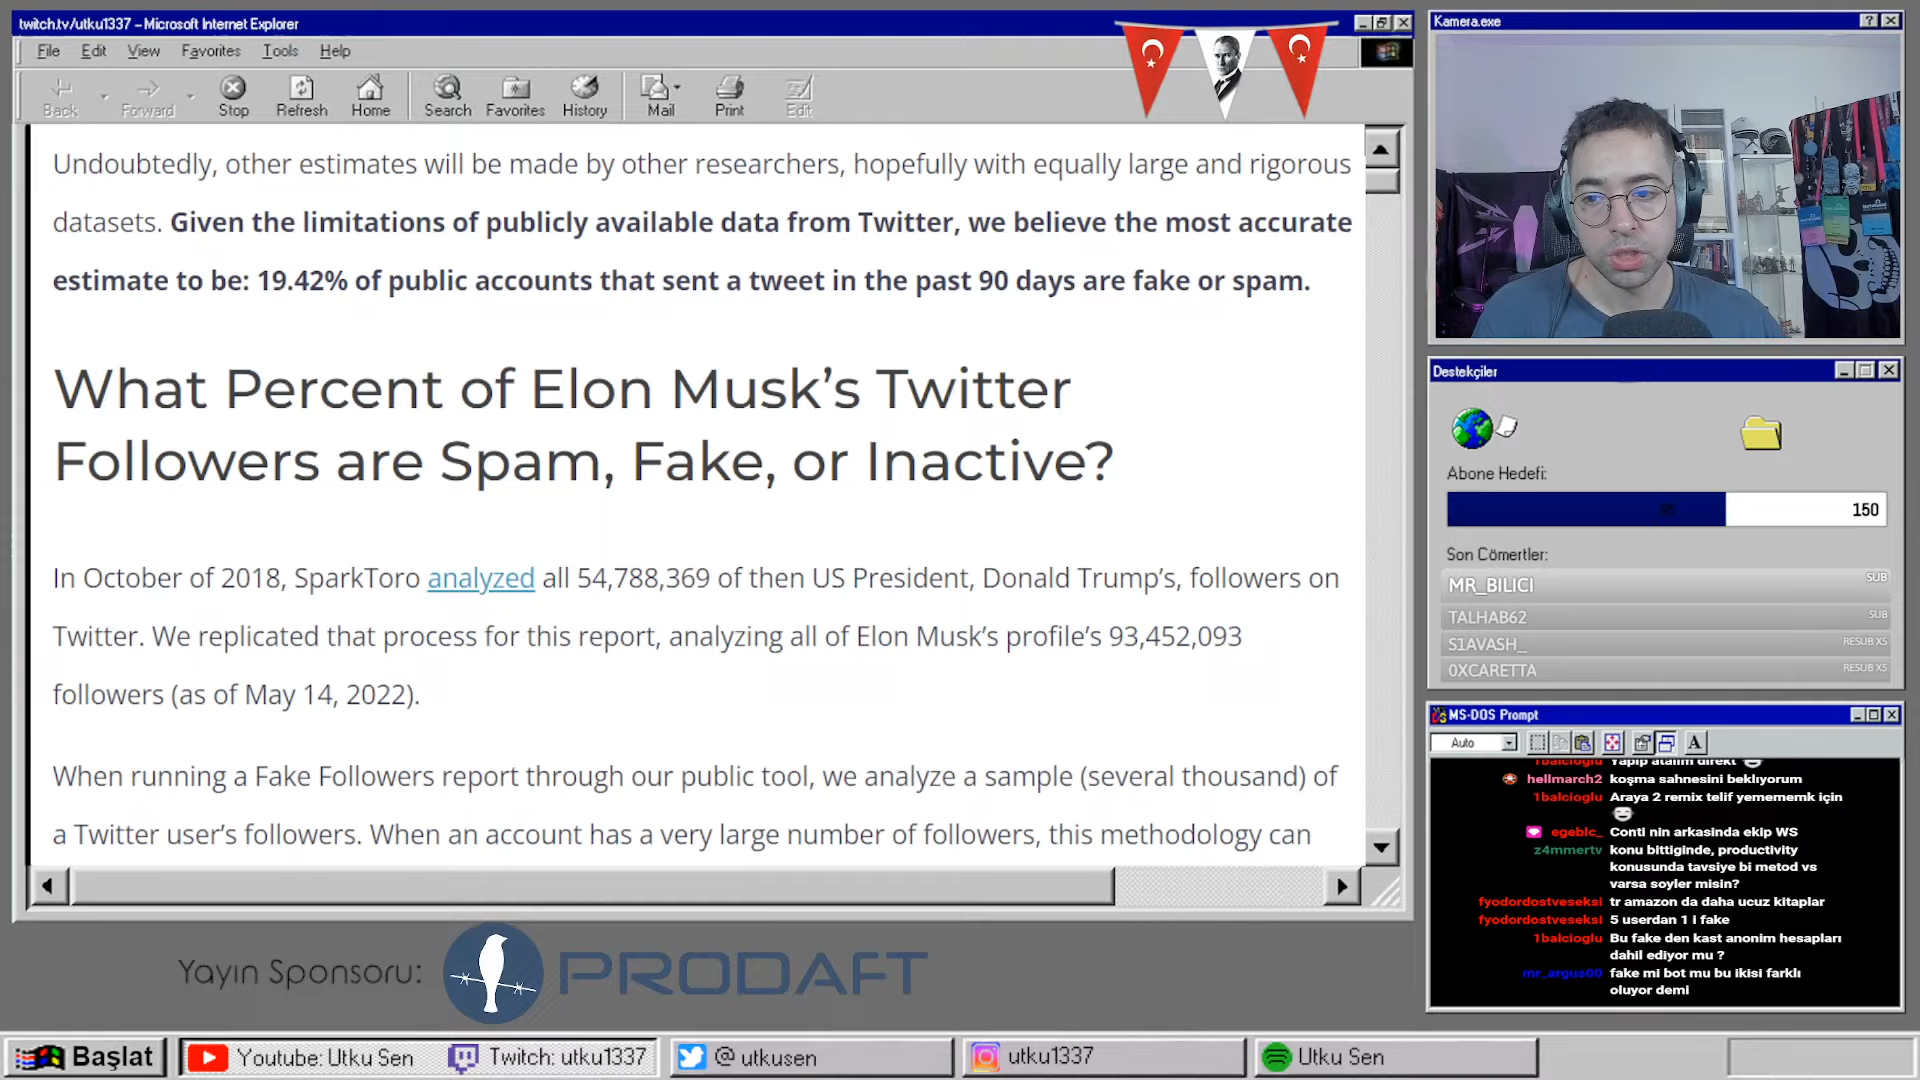 twitch.tv/utku1337 – Microsoft Internet Explorer
File Edit View Favorites Tools Help
Back Forward Stop Refresh Home Search Favorites History Mail Print Edit
Undoubtedly, other estimates will be made by other researchers, hopefully with equally large and rigorous
datasets. Given the limitations of publicly available data from Twitter, we believe the most accurate
estimate to be: 19.42% of public accounts that sent a tweet in the past 90 days are fake or spam.
What Percent of Elon Musk’s Twitter
Followers are Spam, Fake, or Inactive?
In October of 2018, SparkToro analyzed all 54,788,369 of then US President, Donald Trump’s, followers on
Twitter. We replicated that process for this report, analyzing all of Elon Musk’s profile’s 93,452,093
followers (as of May 14, 2022).
When running a Fake Followers report through our public tool, we analyze a sample (several thousand) of
a Twitter user’s followers. When an account has a very large number of followers, this methodology can
Yayın Sponsoru: PRODAFT
Kamera.exe
Destekçiler
Abone Hedefi:
150
Son Cömertler:
MR_BILICI SUB
TALHAB62 SUB
S1AVASH_ RESUB X5
0XCARETTA RESUB X5
MS-DOS Prompt
Auto
A
1balcioglu Yapıp atalım direkt
hellmarch2 koşma sahnesini beklıyorum
1balcioglu Araya 2 remix telif yemememk için
egeblc_ Conti nin arkasinda ekip WS
z4mmertv konu bittiginde, productivity
konusunda tavsiye bi metod vs
varsa soyler misin?
fyodordostveseksi tr amazon da daha ucuz kitaplar
fyodordostveseksi 5 userdan 1 i fake
1balcioglu Bu fake den kast anonim hesapları
dahil ediyor mu ?
mr_argus00 fake mi bot mu bu ikisi farklı
oluyor demi
Başlat
Youtube: Utku Sen
Twitch: utku1337
@ utkusen
utku1337
Utku Sen